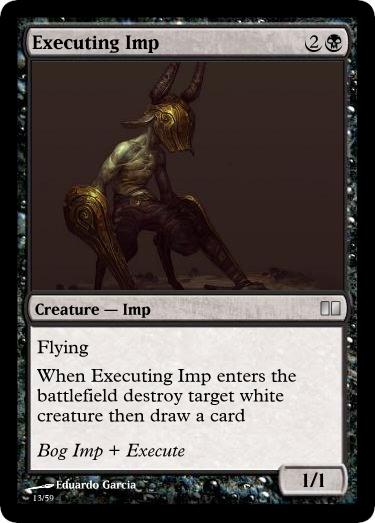 Executing Imp 2
Creature — Imp
Flying
When Executing Imp enters the
battlefield destroy target white
creature then draw a card
Bog Imp + Execute
Eduardo Garcia
1/1
13/59